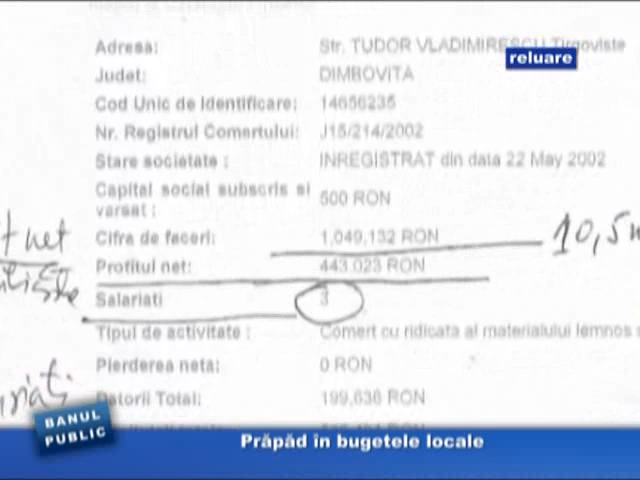 Adresa: Str. TUDOR VLADIMIRESCU Tirgoviste
reluare
Judet: DIMBOVITA
Cod Unic de Identificare: 14656235
Nr. Registrul Comertului: J15/214/2002
Stare societate : INREGISTRAT din data 22 May 2002
Capital social subscris si varsat : 500 RON
Cifra de faceri: 1,049,132 RON
10,5
net
Profitul net: 443.023 RON
Salariati 3
Tipul de activitate : Comert cu ridicata al materialului lemnos
Pierderea neta: 0 RON
Datorii Total: 199,636 RON
BANUL
PUBLIC
Prăpăd în bugetele locale